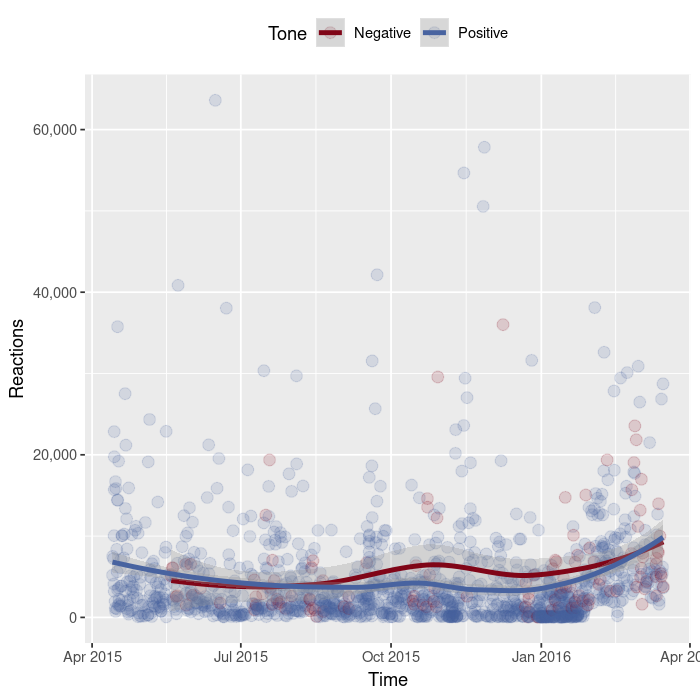 Tone Negative Positive
60,000
40,000
20,000
0
Reactions
Apr 2015 Jul 2015 Oct 2015 Jan 2016 Apr 20
Time